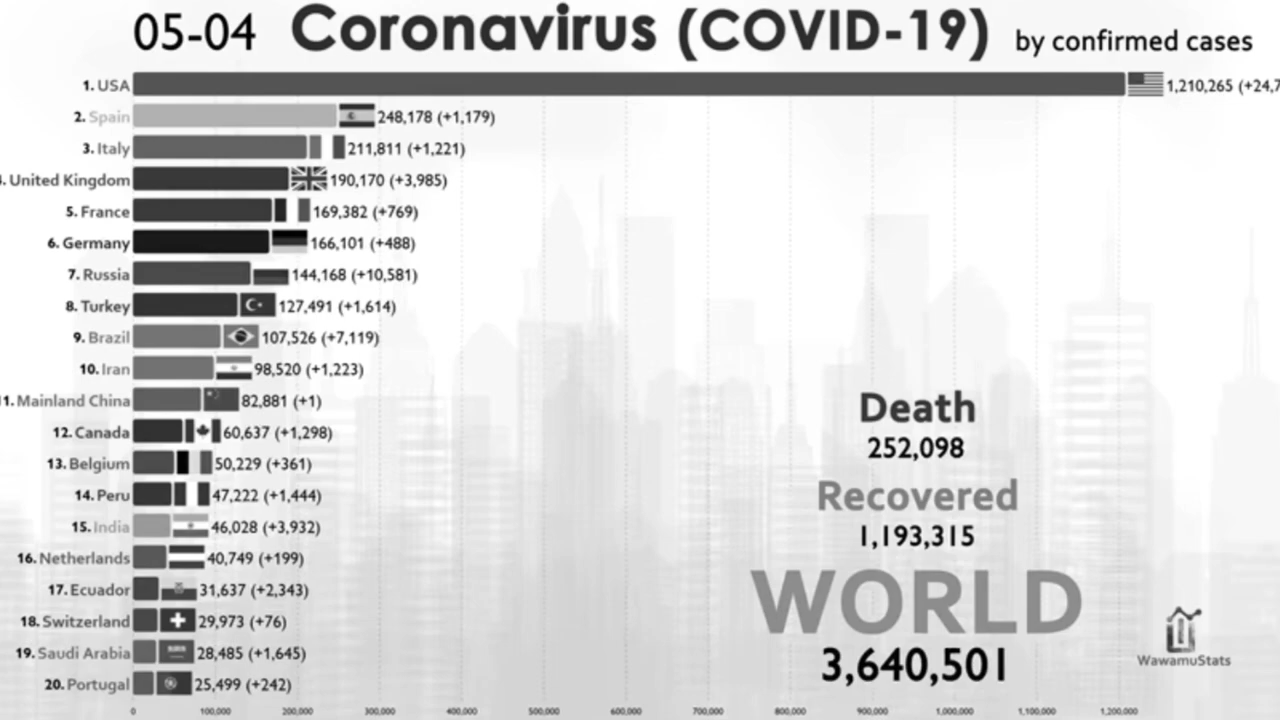 05-04 Coronavirus (COVID-19) by confirmed cases
1. USA 1,210,265 (+24,7
2. Spain 248,178 (+1,179)
3. Italy 211,811 (+1,221)
4. United Kingdom 190,170 (+3,985)
5. France 169,382 (+769)
6. Germany 166,101 (+488)
7. Russia 144,168 (+10,581)
8. Turkey 127,491 (+1,614)
9. Brazil 107,526 (+7,119)
10. Iran 98,520 (+1,223)
11. Mainland China 82,881 (+1)
12. Canada 60,637 (+1,298)
13. Belgium 50,229 (+361)
14. Peru 47,222 (+1,444)
15. India 46,028 (+3,932)
16. Netherlands 40,749 (+199)
17. Ecuador 31,637 (+2,343)
18. Switzerland 29,973 (+76)
19. Saudi Arabia 28,485 (+1,645)
20. Portugal 25,499 (+242)
Death
252,098
Recovered
1,193,315
WORLD
3,640,501
WawamuStats
0 100,000 200,000 300,000 400,000 500,000 600,000 700,000 800,000 900,000 1,000,000 1,100,000 1,200,000